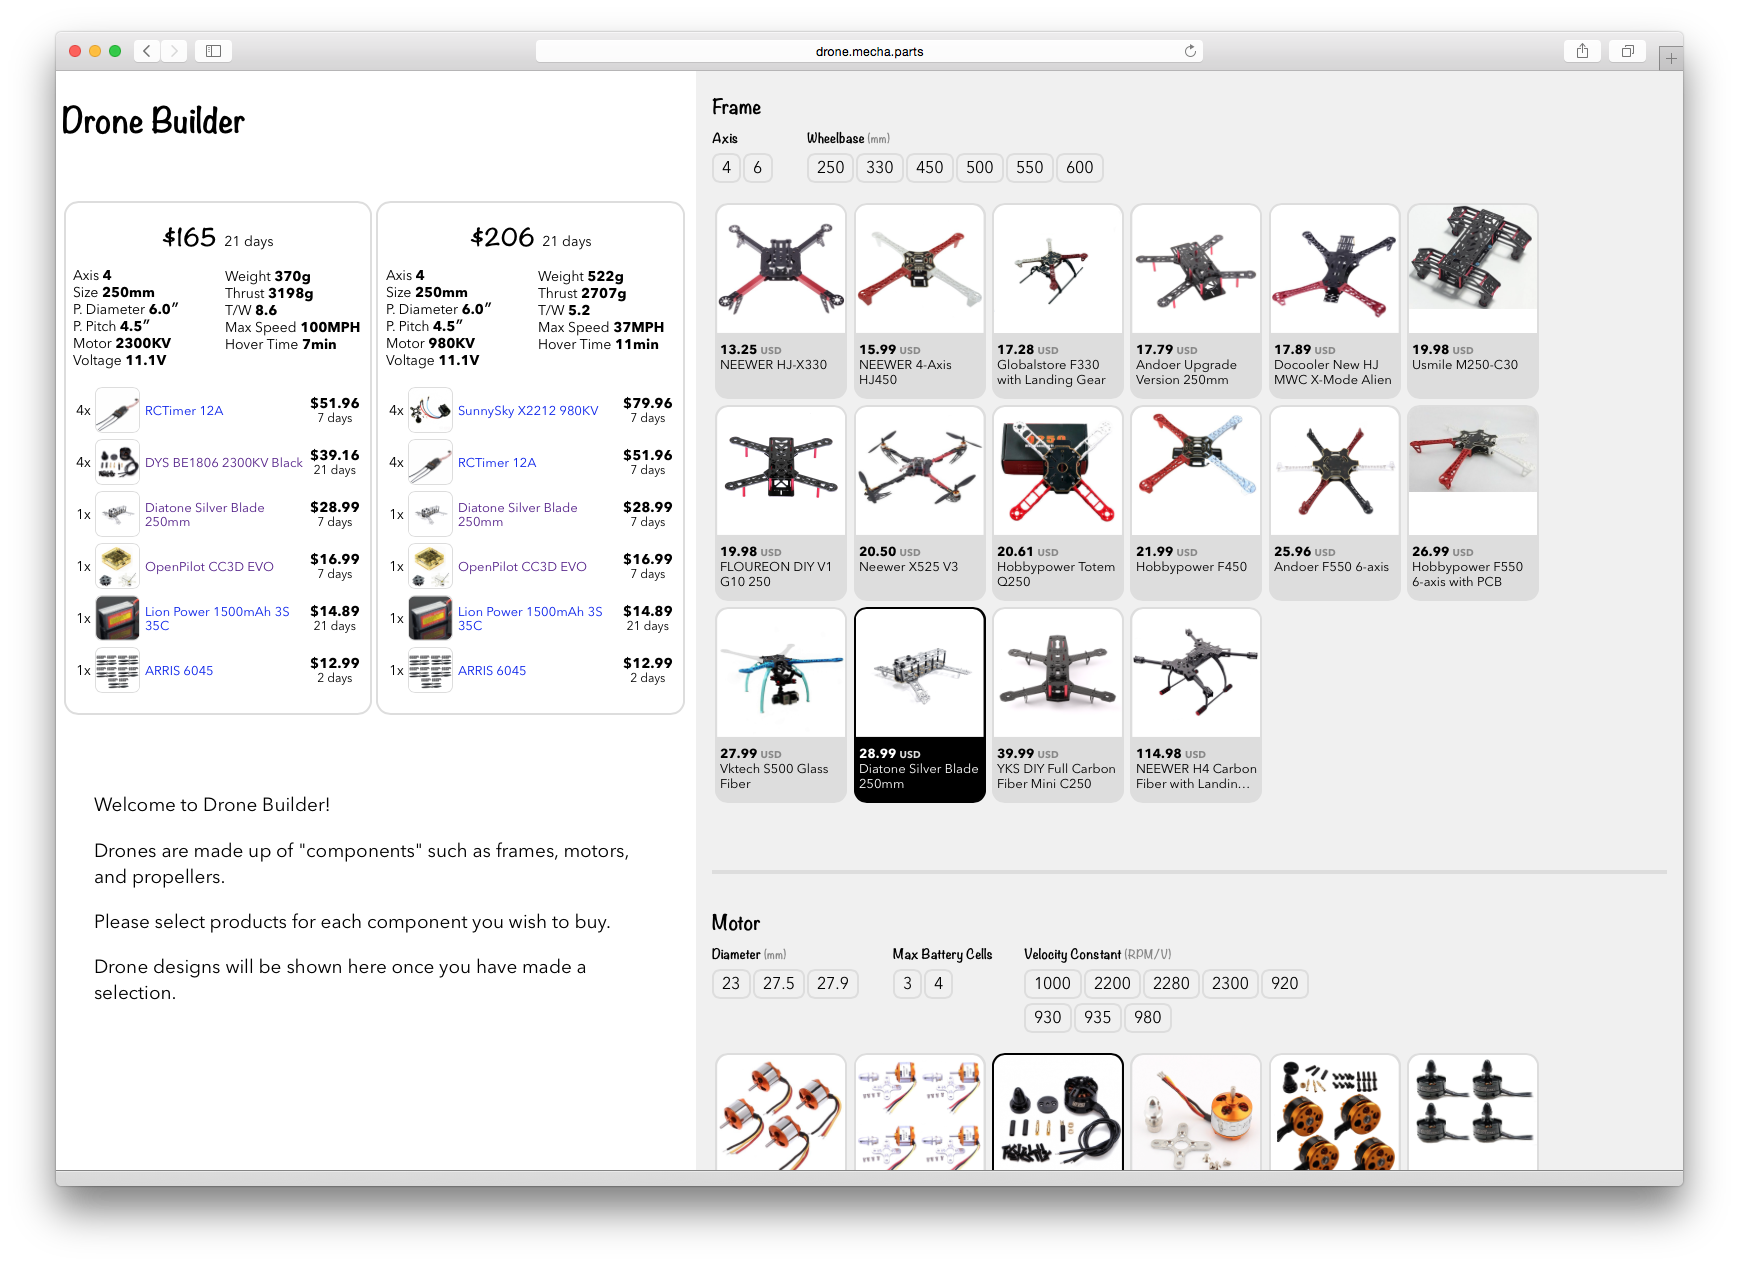 drone.mecha.parts
Drone Builder
$165 21 days
Axis 4
Size 250mm
P. Diameter 6.0″
P. Pitch 4.5″
Motor 2300KV
Voltage 11.1V
Weight 370g
Thrust 3198g
T/W 8.6
Max Speed 100MPH
Hover Time 7min
4x RCTimer 12A $51.96
7 days
4x DYS BE1806 2300KV Black $39.16
21 days
1x Diatone Silver Blade 250mm $28.99
7 days
1x OpenPilot CC3D EVO $16.99
7 days
1x Lion Power 1500mAh 3S 35C $14.89
21 days
1x ARRIS 6045 $12.99
2 days
$206 21 days
Axis 4
Size 250mm
P. Diameter 6.0″
P. Pitch 4.5″
Motor 980KV
Voltage 11.1V
Weight 522g
Thrust 2707g
T/W 5.2
Max Speed 37MPH
Hover Time 11min
4x SunnySky X2212 980KV $79.96
7 days
4x RCTimer 12A $51.96
7 days
1x Diatone Silver Blade 250mm $28.99
7 days
1x OpenPilot CC3D EVO $16.99
7 days
1x Lion Power 1500mAh 3S 35C $14.89
21 days
1x ARRIS 6045 $12.99
2 days
Welcome to Drone Builder!
Drones are made up of "components" such as frames, motors,
and propellers.
Please select products for each component you wish to buy.
Drone designs will be shown here once you have made a
selection.
Frame
Axis
4 6
Wheelbase (mm)
250 330 450 500 550 600
13.25 USD
NEEWER HJ-X330
15.99 USD
NEEWER 4-Axis
HJ450
17.28 USD
Globalstore F330
with Landing Gear
17.79 USD
Andoer Upgrade
Version 250mm
17.89 USD
Docooler New HJ
MWC X-Mode Alien
19.98 USD
Usmile M250-C30
19.98 USD
FLOUREON DIY V1
G10 250
20.50 USD
Neewer X525 V3
20.61 USD
Hobbypower Totem
Q250
21.99 USD
Hobbypower F450
25.96 USD
Andoer F550 6-axis
26.99 USD
Hobbypower F550
6-axis with PCB
27.99 USD
Vktech S500 Glass
Fiber
28.99 USD
Diatone Silver Blade
250mm
39.99 USD
YKS DIY Full Carbon
Fiber Mini C250
114.98 USD
NEEWER H4 Carbon
Fiber with Landin...
Motor
Diameter (mm)
23 27.5 27.9
Max Battery Cells
3 4
Velocity Constant (RPM/V)
1000 2200 2280 2300 920
930 935 980